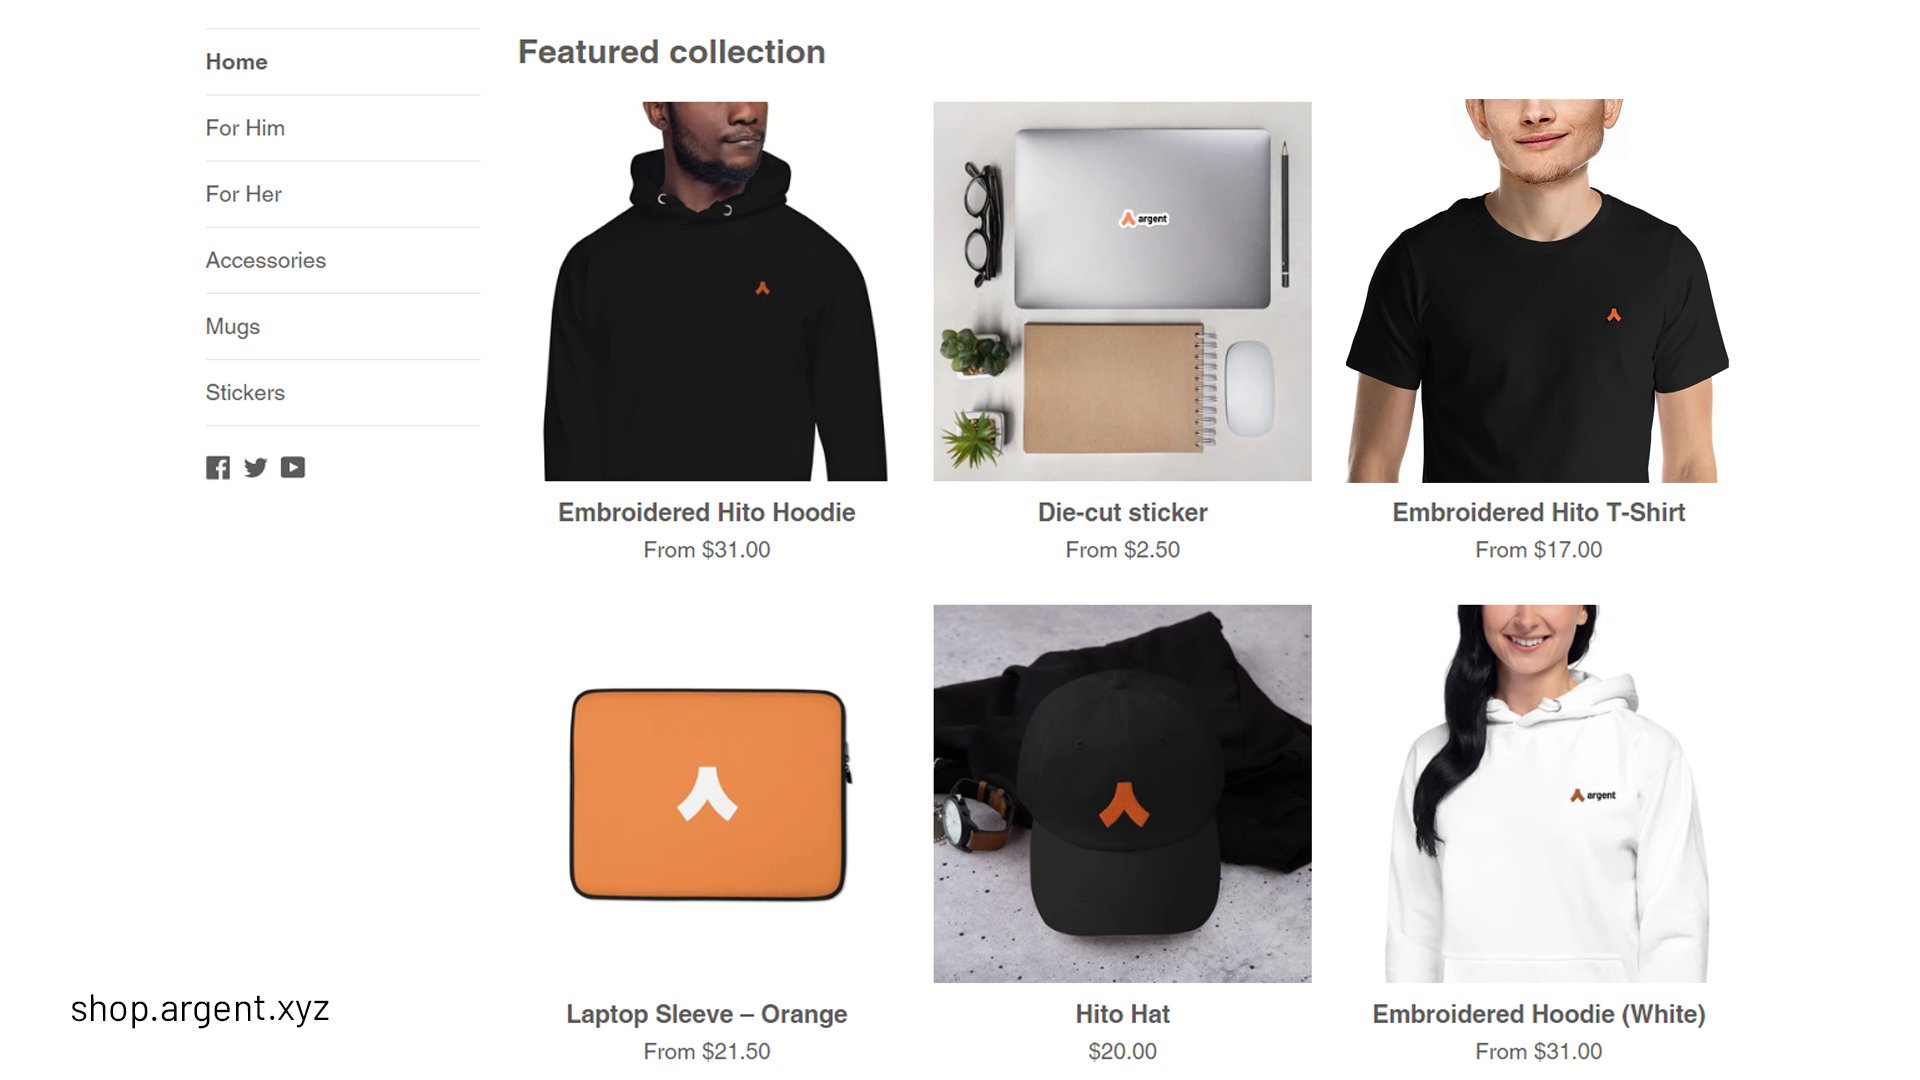 Home
For Him
For Her
Accessories
Mugs
Stickers
Featured collection
argent
Embroidered Hito Hoodie
From $31.00
Die-cut sticker
From $2.50
Embroidered Hito T-Shirt
From $17.00
argent
Laptop Sleeve – Orange
From $21.50
Hito Hat
$20.00
Embroidered Hoodie (White)
From $31.00
shop.argent.xyz